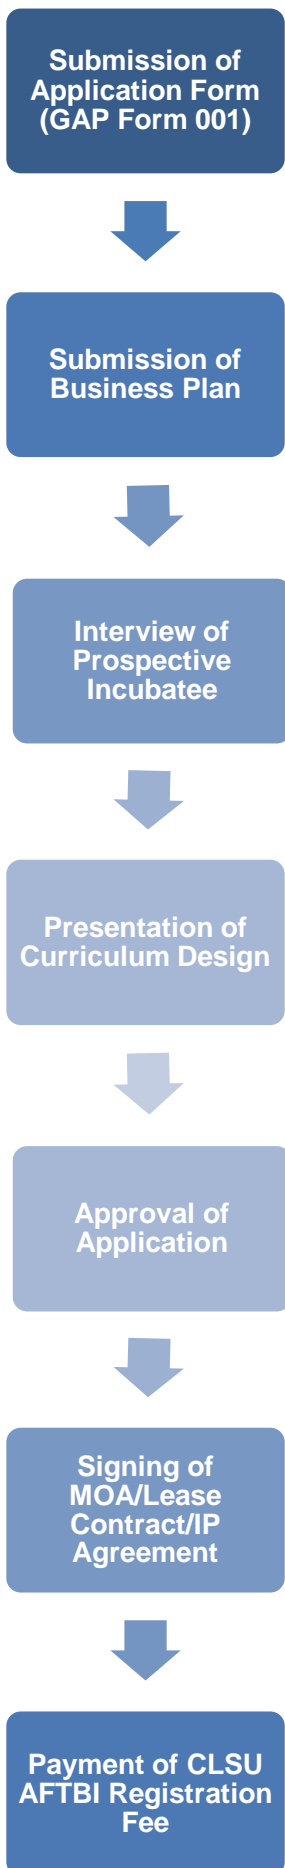 Submission of
Application Form
(GAP Form 001)
Submission of
Business Plan
Interview of
Prospective
Incubatee
Presentation of
Curriculum Design
Approval of
Application
Signing of
MOA/Lease
Contract/IP
Agreement
Payment of CLSU
AFTBI Registration
Fee